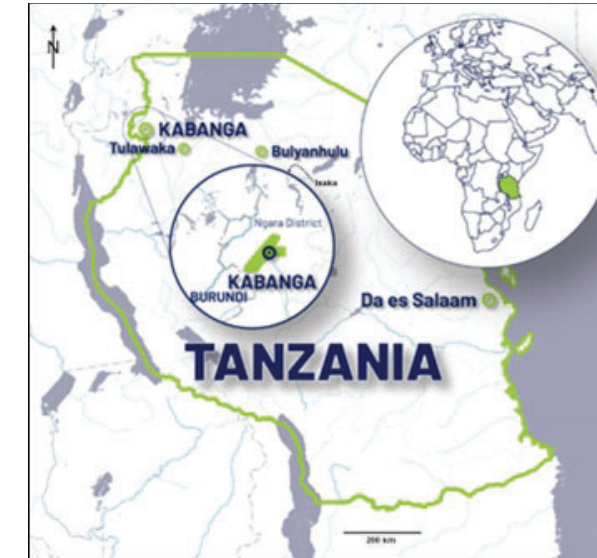 N
KABANGA
Tulawaka
Bulyanhulu
Isaka
Ngara District
KABANGA
BURUNDI
Da es Salaam
TANZANIA
200 km